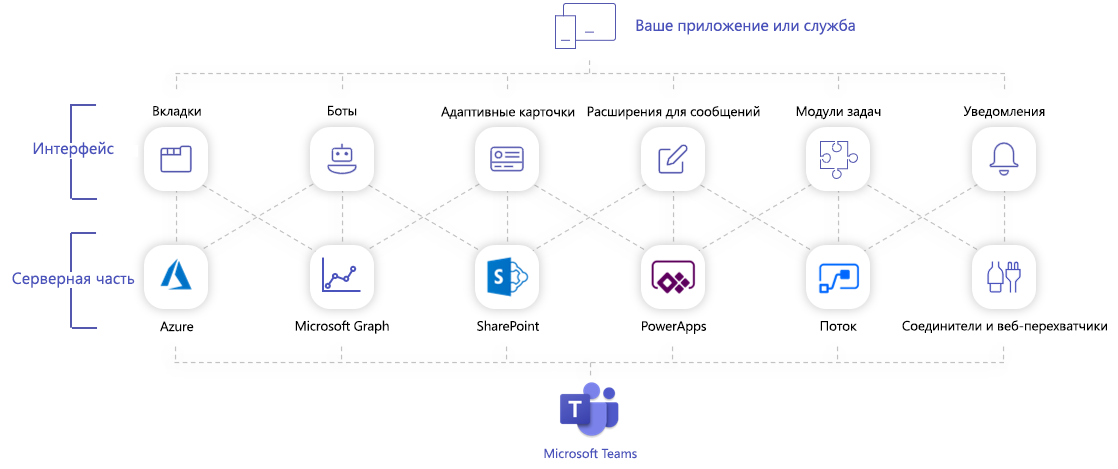 Ваше приложение или служба
Вкладки
Боты
Адаптивные карточки
Расширения для сообщений
Модули задач
Уведомления
Интерфейс
Серверная часть
S
Azure
Microsoft Graph
SharePoint
PowerApps
Поток
Соединители и веб-перехватчики
T
Microsoft Teams